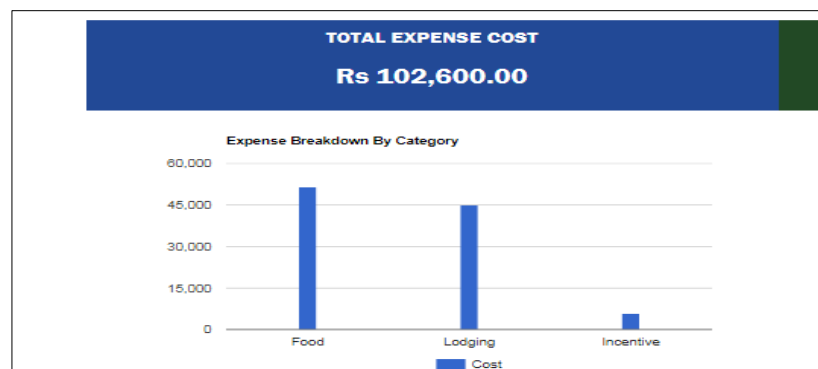 TOTAL EXPENSE COST
Rs 102,600.00
Expense Breakdown By Category
60,000
45,000
30,000
15,000
0
Food Lodging Incentive
Cost